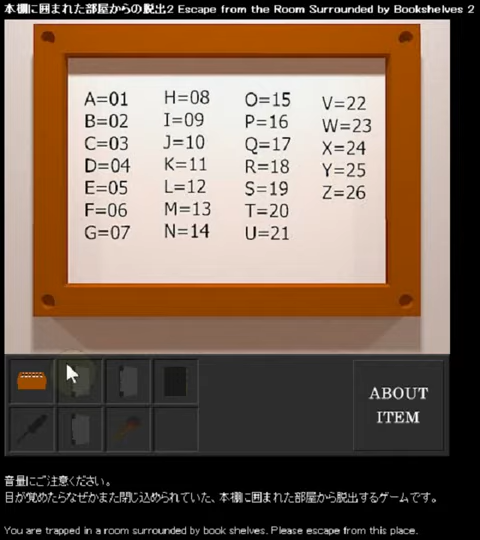 本棚に囲まれた部屋からの脱出2 Escape from the Room Surrounded by Bookshelves 2
A=01
B=02
C=03
D=04
E=05
F=06
G=07
H=08
I=09
J=10
K=11
L=12
M=13
N=14
O=15
P=16
Q=17
R=18
S=19
T=20
U=21
V=22
W=23
X=24
Y=25
Z=26
ABOUT
ITEM
音量にご注意ください。
目が覚めたらなぜかまた閉じ込められていた、本棚に囲まれた部屋から脱出するゲームです。
You are trapped in a room surrounded by book shelves. Please escape from this place.